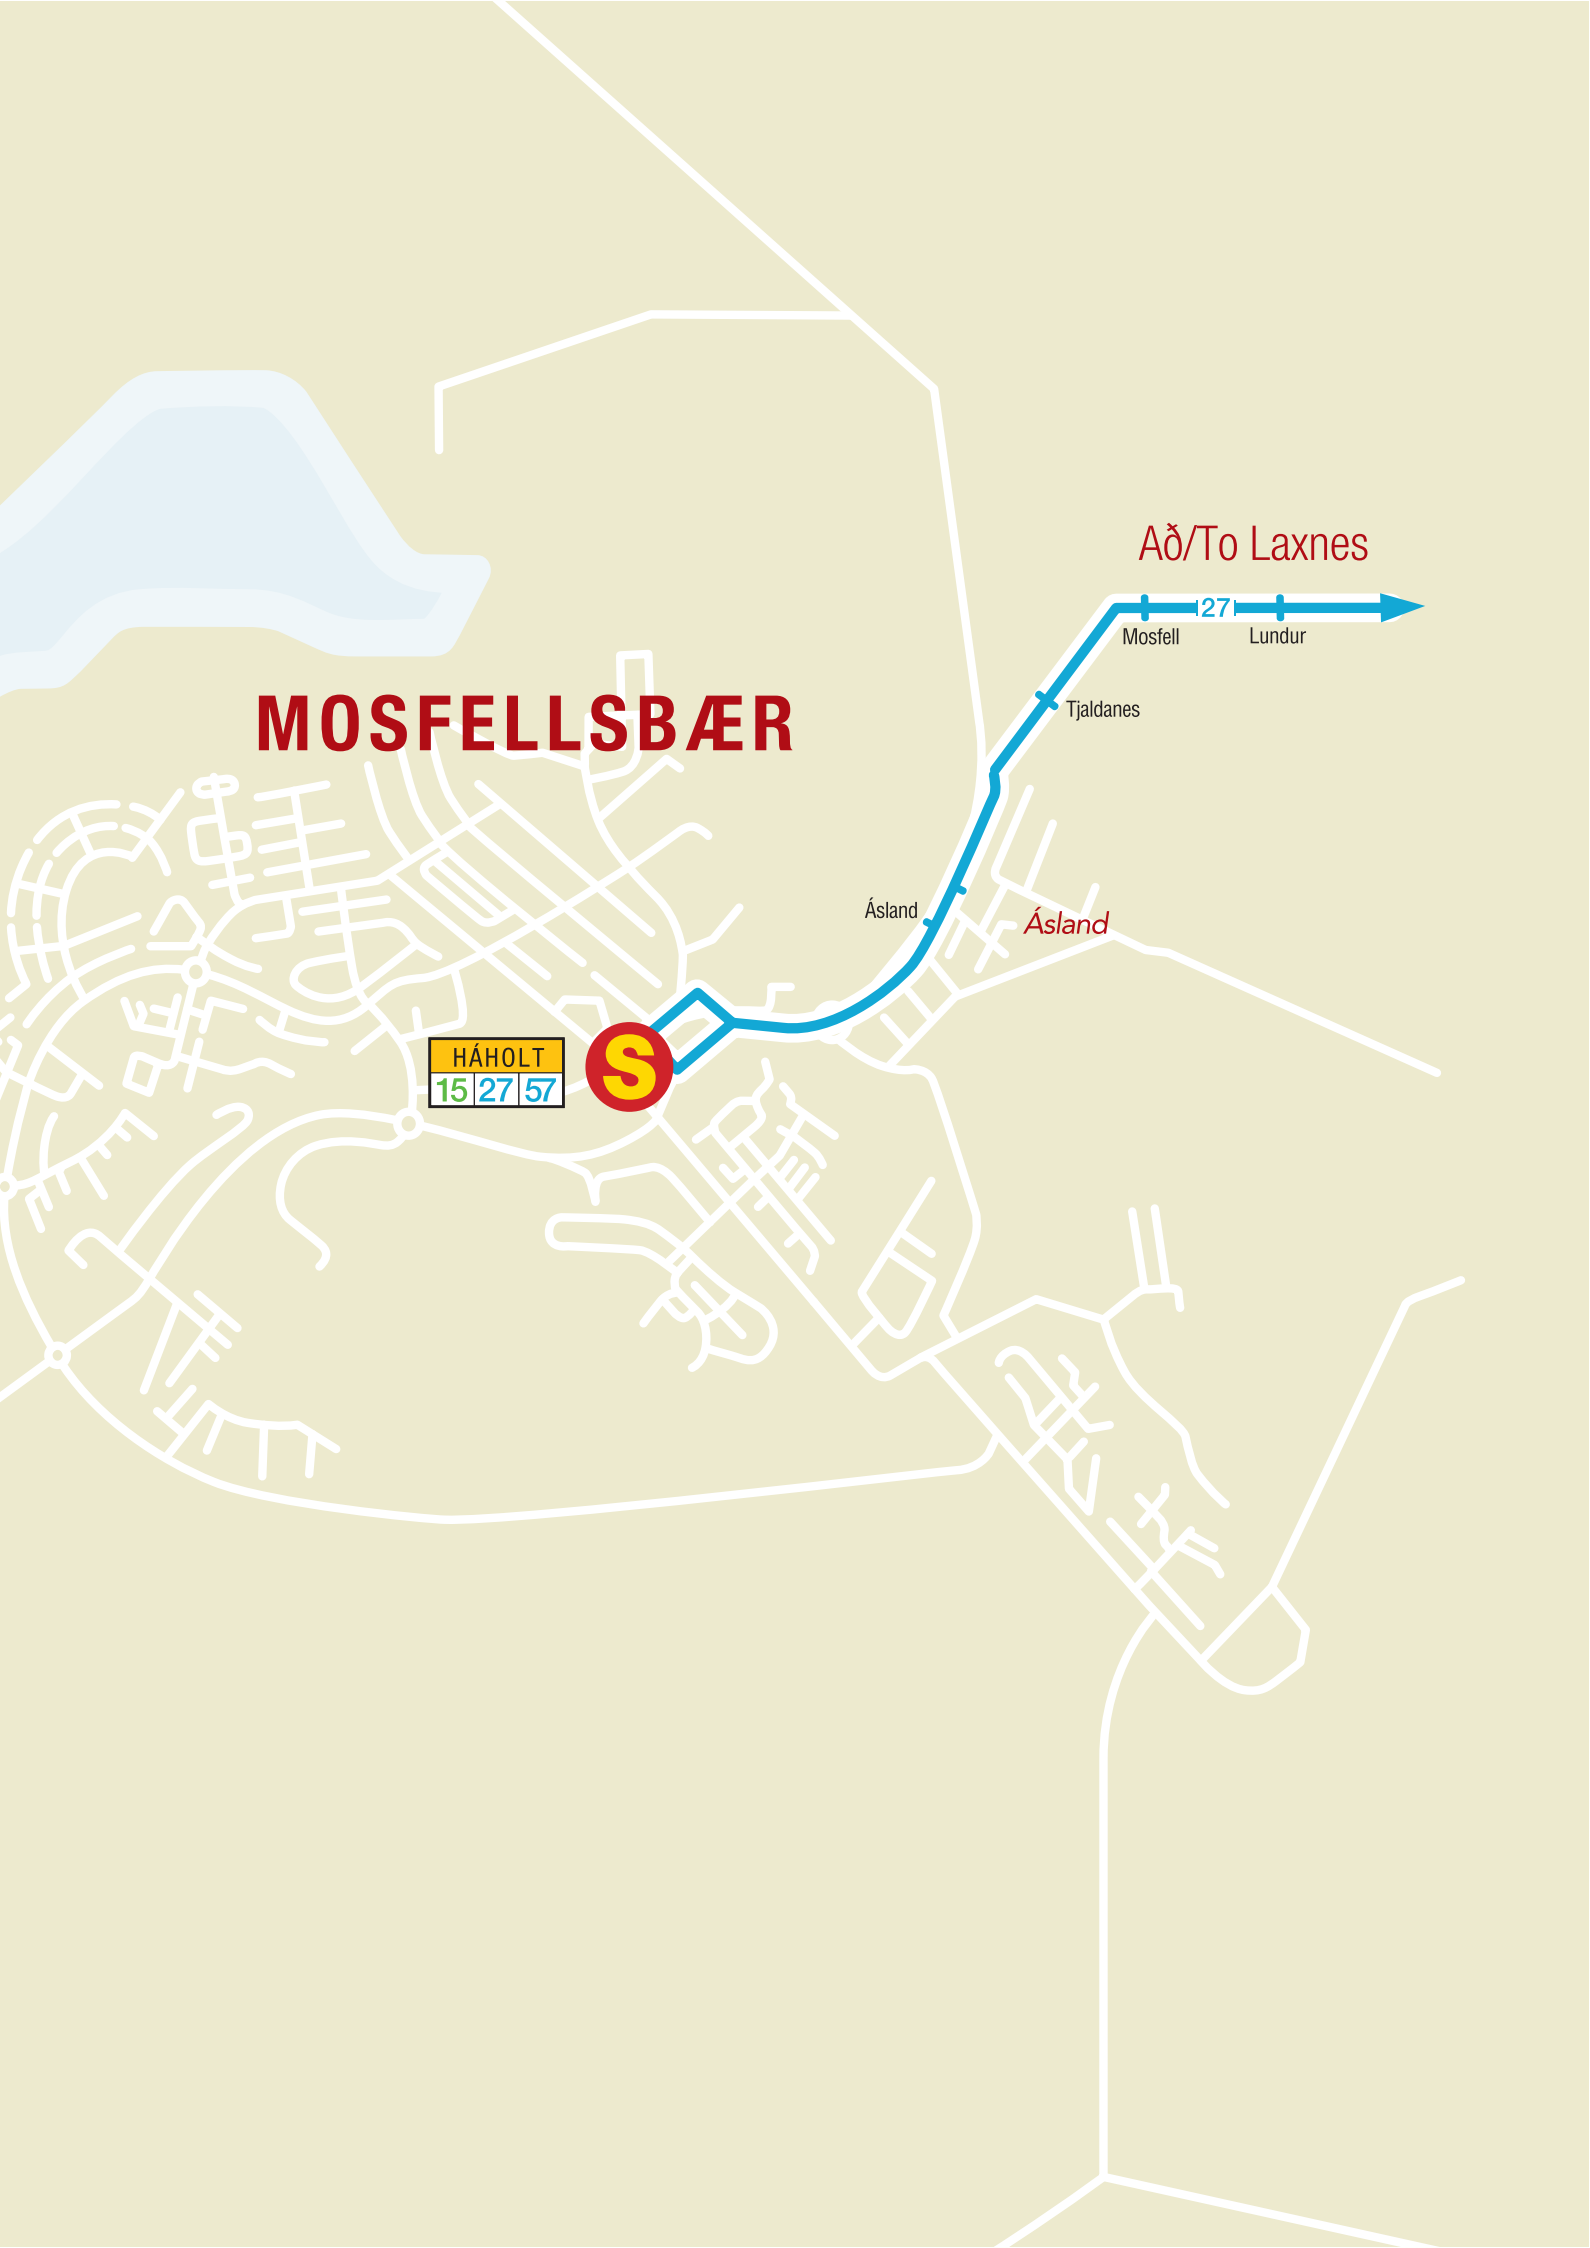 Að/To Laxnes
27
Mosfell
Lundur
MOSFELLSBÆR
Tjaldanes
Ásland
Ásland
HÁHOLT
15 27 57
S